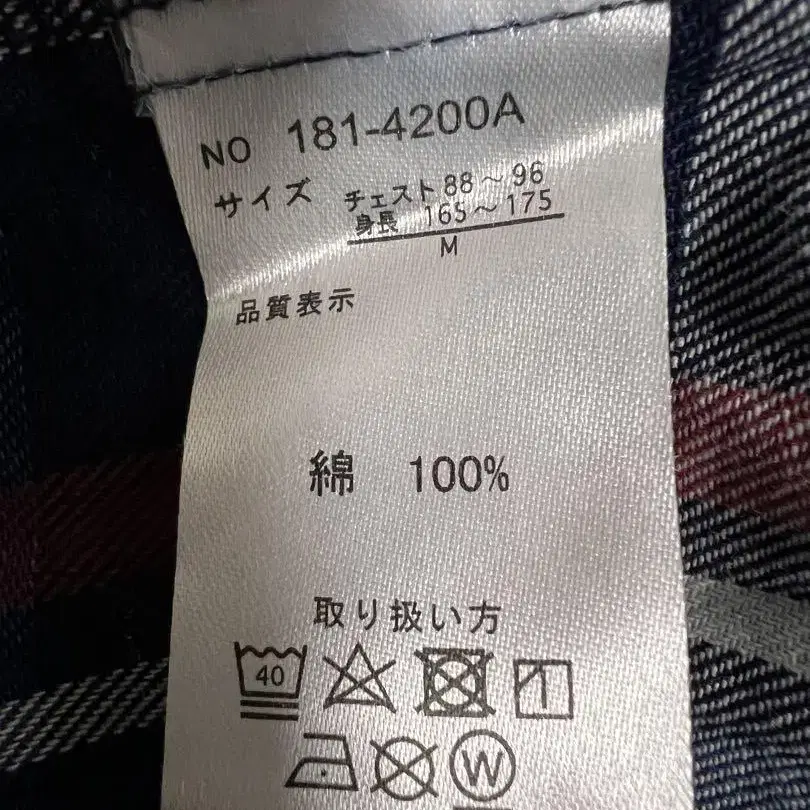 NO 181-4200A
サイズ チェスト 88～96
身長 165～175
M
品質表示
綿 100%
取り扱い方
40
W